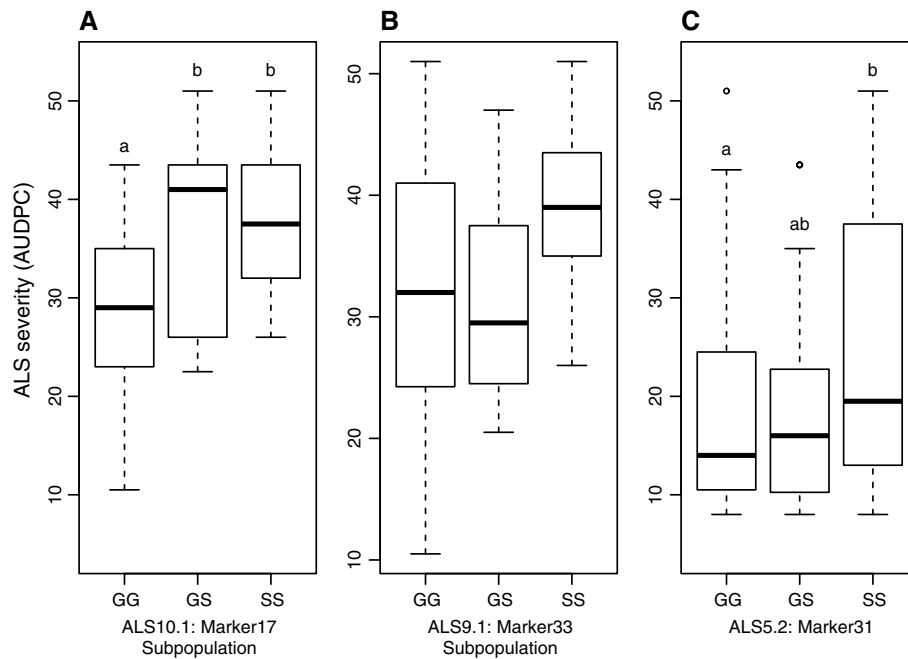 A
B
C
ALS severity (AUDPC)
50
40
30
20
10
a
b
b
GG
GS
SS
ALS10.1: Marker17
Subpopulation
50
40
30
20
10
GG
GS
SS
ALS9.1: Marker33
Subpopulation
50
40
30
20
10
a
ab
b
GG
GS
SS
ALS5.2: Marker31